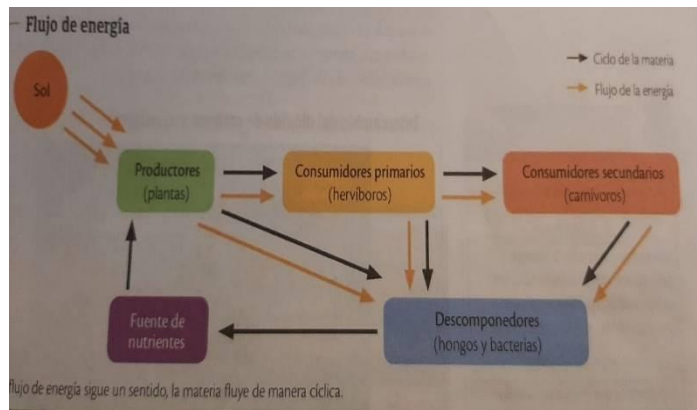 Flujo de energía
Ciclo de la materia
Flujo de la energía
Sol
Productores
(plantas)
Consumidores primarios
(hervíboros)
Consumidores secundarios
(carnívoros)
Fuente de
nutrientes
Descomponedores
(hongos y bacterias)
flujo de energía sigue un sentido, la materia fluye de manera cíclica.